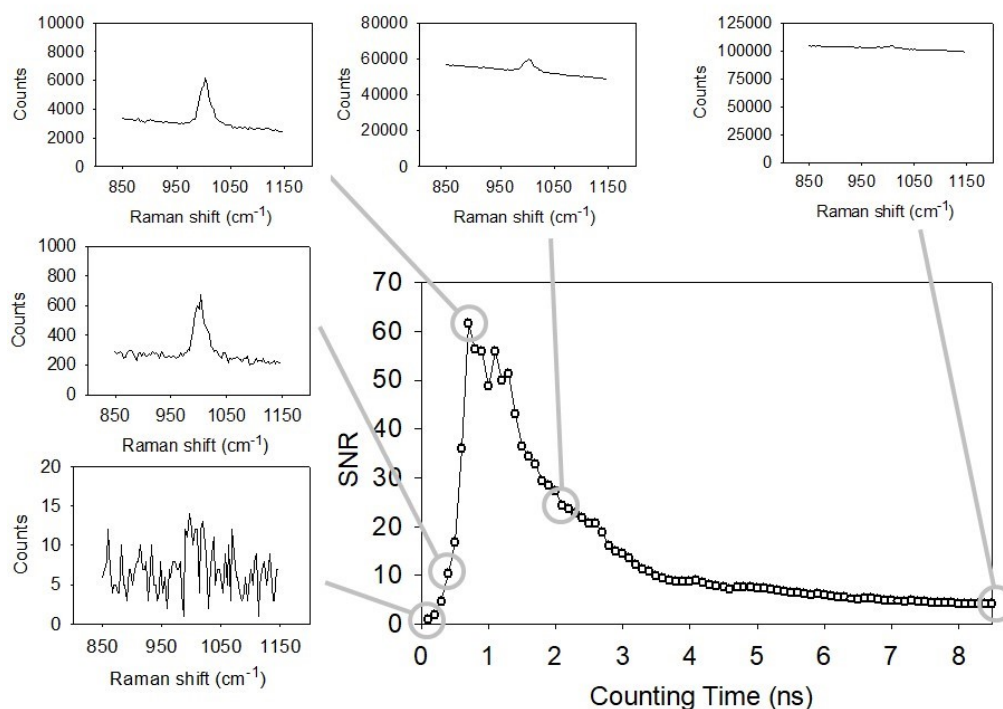 10000
8000
6000
4000
2000
0
Counts
850 950 1050 1150
Raman shift (cm⁻¹)
80000
60000
40000
20000
0
Counts
850 950 1050 1150
Raman shift (cm⁻¹)
125000
100000
75000
50000
25000
0
Counts
850 950 1050 1150
Raman shift (cm⁻¹)
1000
800
600
400
200
0
Counts
850 950 1050 1150
Raman shift (cm⁻¹)
20
15
10
5
0
Counts
850 950 1050 1150
Raman shift (cm⁻¹)
70
60
50
40
30
20
10
0
SNR
0 1 2 3 4 5 6 7 8
Counting Time (ns)